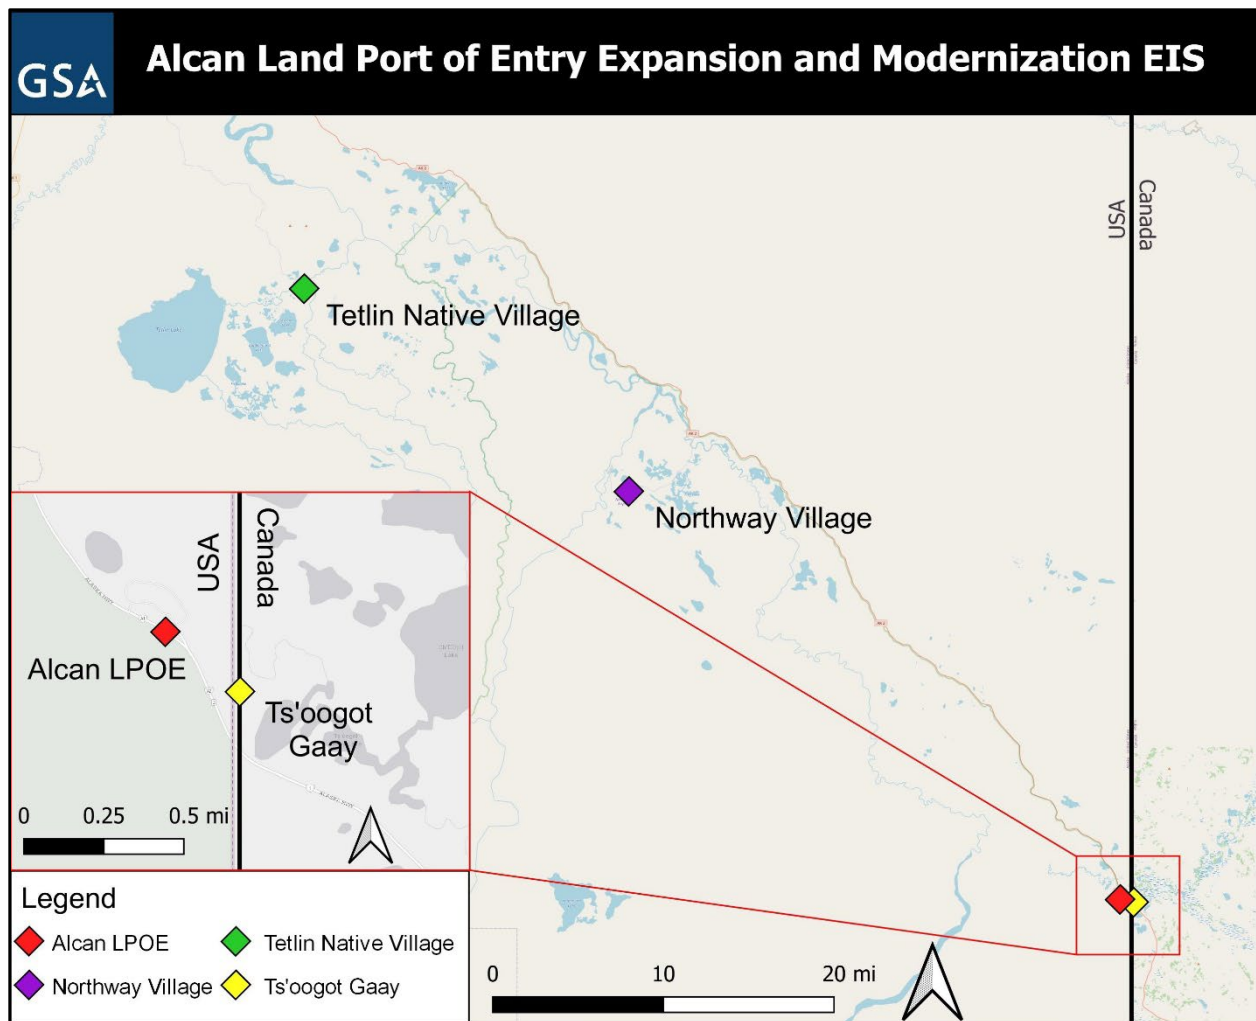 GSA
Alcan Land Port of Entry Expansion and Modernization EIS
Canada
USA
Tetlin Native Village
Northway Village
USA
Canada
Alcan LPOE
Ts'oogot
Gaay
0 0.25 0.5 mi
Legend
Alcan LPOE
Tetlin Native Village
Northway Village
Ts'oogot Gaay
0 10 20 mi